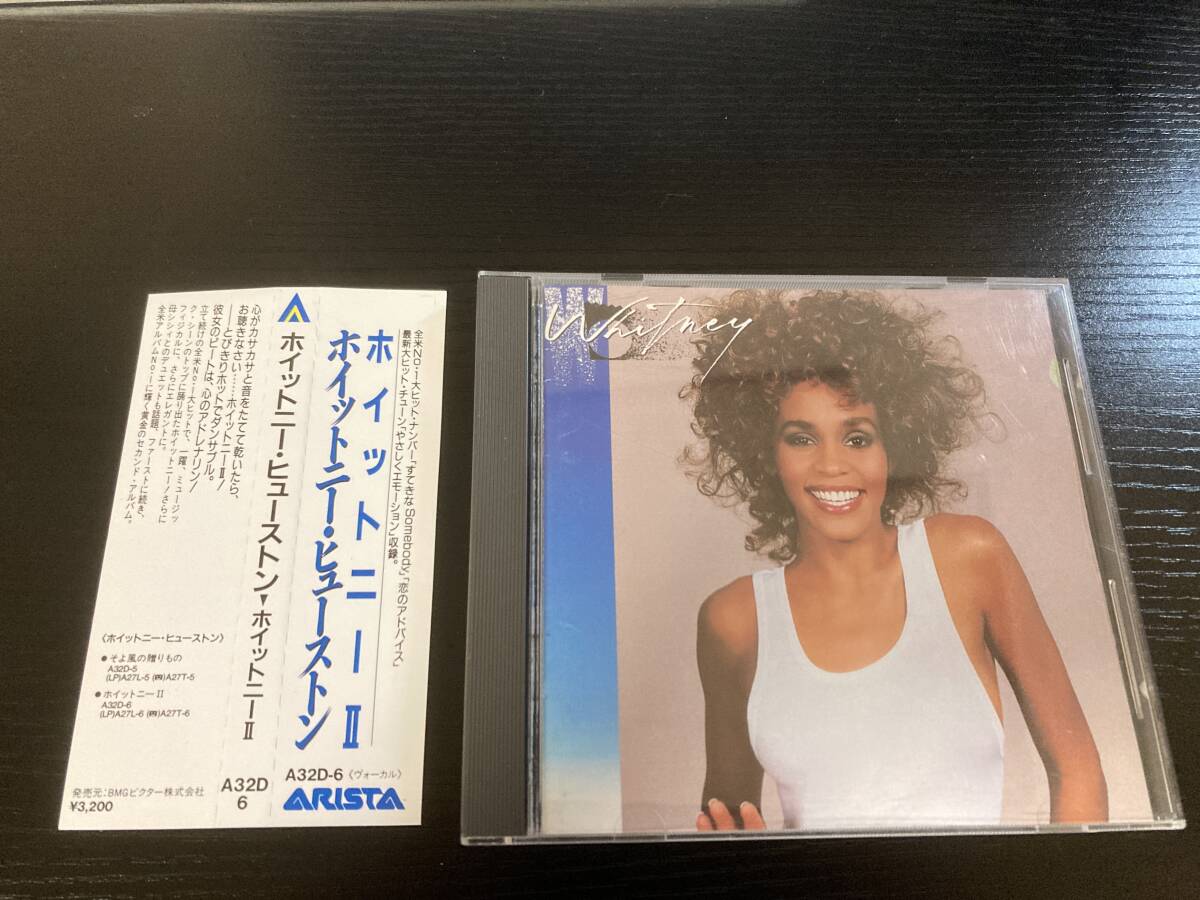 ホイットニーⅡ
ホイットニー・ヒューストン
全米No.1大ヒット・ナンバー「すてきなSomebody」「恋のアドバイス」
最新大ヒット・チューン「やさしくエモーション」収録。
A32D-6〈ヴォーカル〉
ARISTA
ホイットニー・ヒューストン▼ホイットニーⅡ
A32D
6
心がカサカサと音をたてて乾いたら、
お聴きなさい……ホイットニーⅡ!
――とびきりホットでダンサブル。
彼女のビートは、心のアドレナリン!
立て続けの全米No.1大ヒットで、一躍、ミュージッ
ク・シーンのトップに踊り出たホイットニー!さらに
フィジカルに、さらにエレガントに。
母シシィとのデュエットも話題、ファーストに続き、
全米アルバムNo.1に輝く黄金のセカンド・アルバム。
〈ホイットニー・ヒューストン〉
●そよ風の贈りもの
A32D-5
(LP)A27L-5 (㈣)A27T-5
●ホイットニーⅡ
A32D-6
(LP)A27L-6 (㈣)A27T-6
発売元:BMGビクター株式会社
¥3,200
Whitney